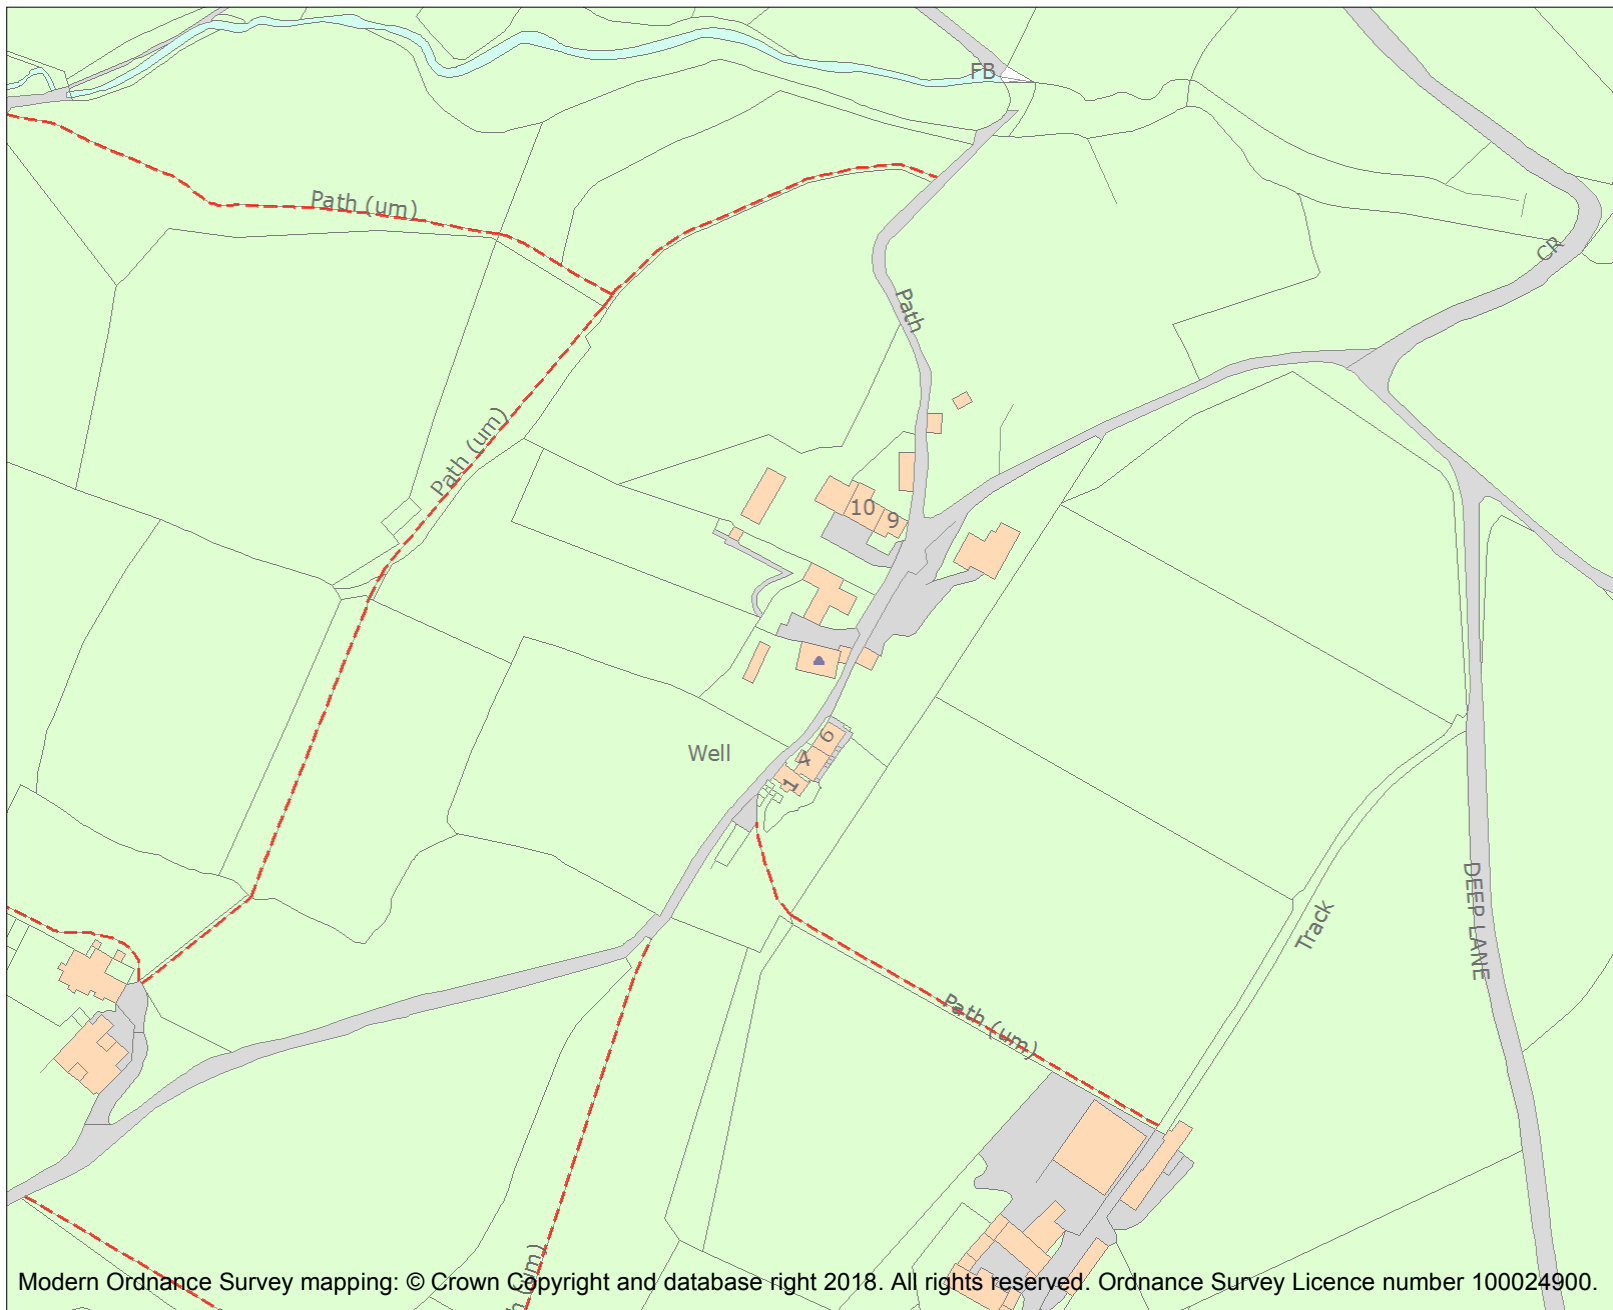 FB
Path (um)
CR
Path
Path (um)
10
9
Well
6
4
1
DEEP LANE
Track
Path (um)
h (um)
Modern Ordnance Survey mapping: © Crown Copyright and database right 2018. All rights reserved. Ordnance Survey Licence number 100024900.